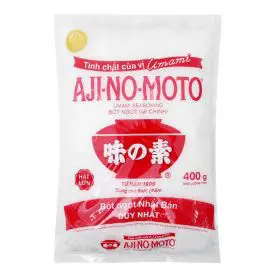 Tinh chất của vị Umami
AJI-NO-MOTO®
UMAMI SEASONING
BỘT NGỌT (MÌ CHÍNH)
味の素
®
HẠT LỚN
400g
TỪ NĂM 1909
Bột ngọt Nhật Bản
DUY NHẤT
AJI-NO-MOTO®